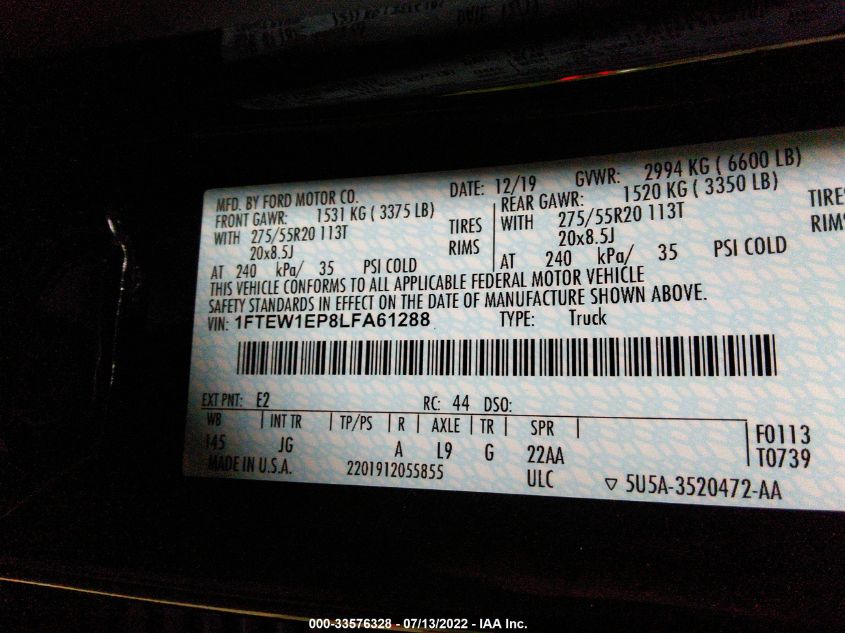 MFD. BY FORD MOTOR CO. DATE: 12/19 GVWR: 2994 KG ( 6600 LB)
FRONT GAWR: 1531 KG ( 3375 LB) REAR GAWR: 1520 KG ( 3350 LB)
WITH 275/55R20 113T TIRES WITH 275/55R20 113T TIRES
20x8.5J RIMS 20x8.5J RIMS
AT 240 kPa/ 35 PSI COLD AT 240 kPa/ 35 PSI COLD
THIS VEHICLE CONFORMS TO ALL APPLICABLE FEDERAL MOTOR VEHICLE
SAFETY STANDARDS IN EFFECT ON THE DATE OF MANUFACTURE SHOWN ABOVE.
VIN: 1FTEW1EP8LFA61288 TYPE: Truck
EXT PNT: E2 RC: 44 DSO:
WB INT TR TP/PS R AXLE TR SPR F0113
145 JG A L9 G 22AA T0739
MADE IN U.S.A. 2201912055855 ULC ▽ 5U5A-3520472-AA
000-33576328 - 07/13/2022 - IAA Inc.